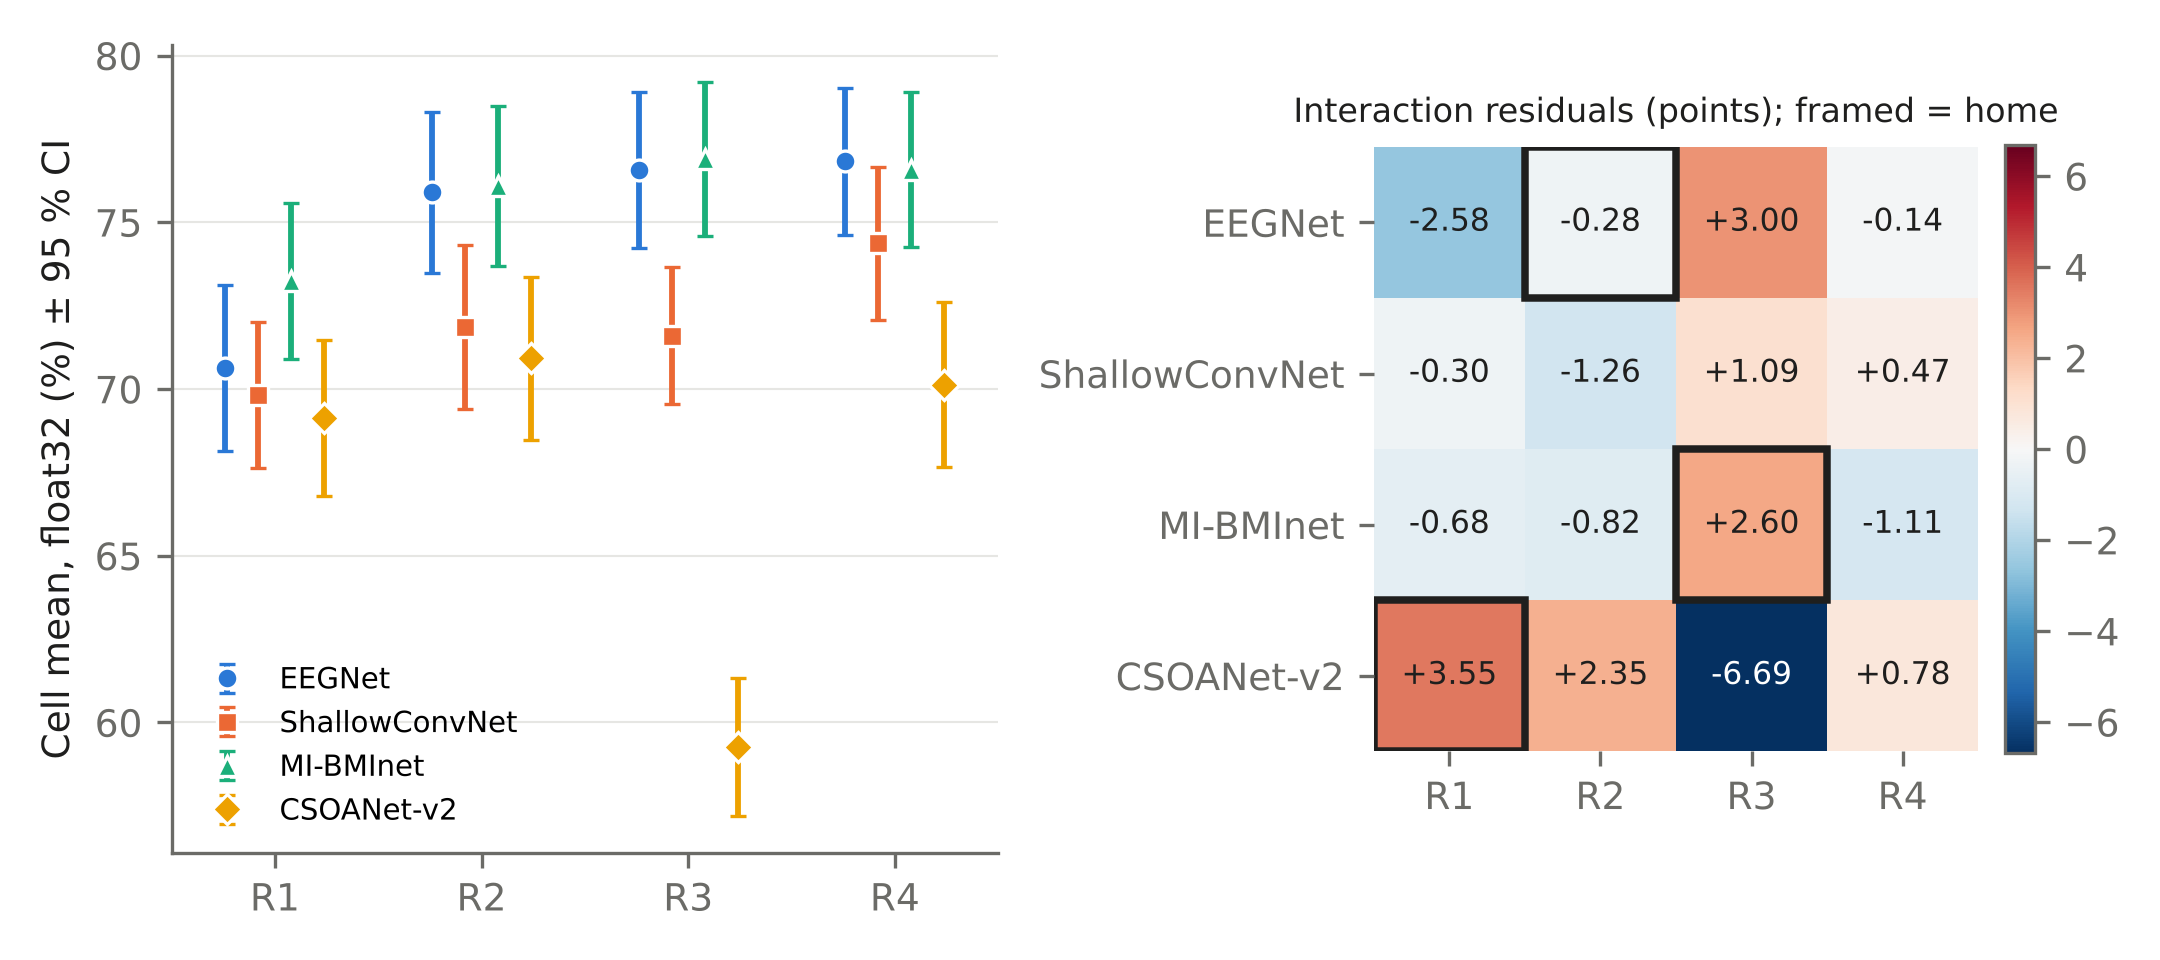 Cell mean, float32 (%) ± 95 % CI
80
75
70
65
60
R1 R2 R3 R4
EEGNet
ShallowConvNet
MI-BMInet
CSOANet-v2
Interaction residuals (points); framed = home
EEGNet -2.58 -0.28 +3.00 -0.14
ShallowConvNet -0.30 -1.26 +1.09 +0.47
MI-BMInet -0.68 -0.82 +2.60 -1.11
CSOANet-v2 +3.55 +2.35 -6.69 +0.78
R1 R2 R3 R4
6
4
2
0
−2
−4
−6